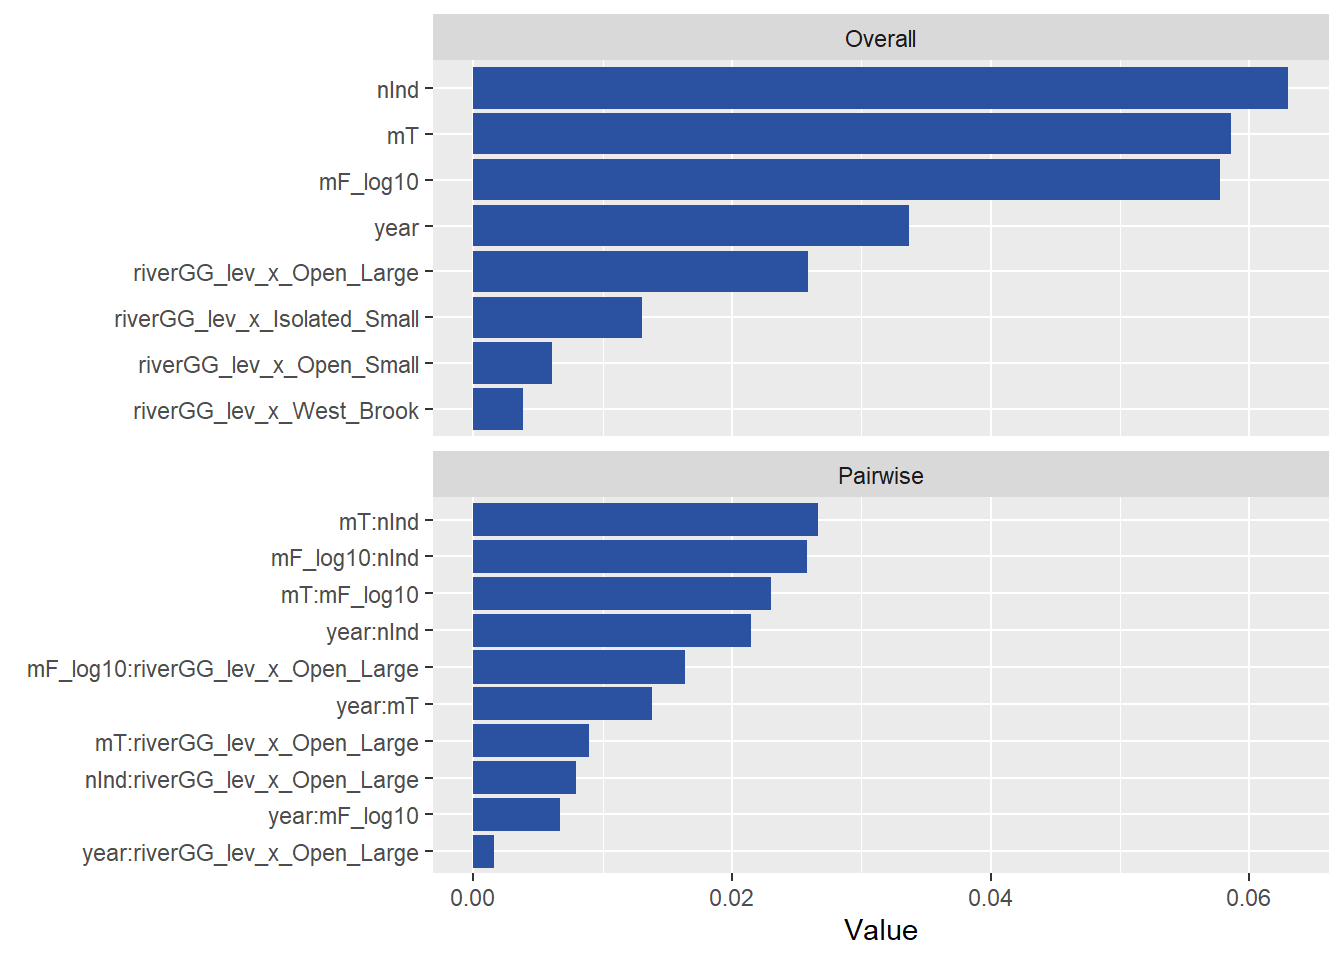 Overall
nInd
mT
mF_log10
year
riverGG_lev_x_Open_Large
riverGG_lev_x_Isolated_Small
riverGG_lev_x_Open_Small
riverGG_lev_x_West_Brook
Pairwise
mT:nInd
mF_log10:nInd
mT:mF_log10
year:nInd
mF_log10:riverGG_lev_x_Open_Large
year:mT
mT:riverGG_lev_x_Open_Large
nInd:riverGG_lev_x_Open_Large
year:mF_log10
year:riverGG_lev_x_Open_Large
0.00 0.02 0.04 0.06
Value